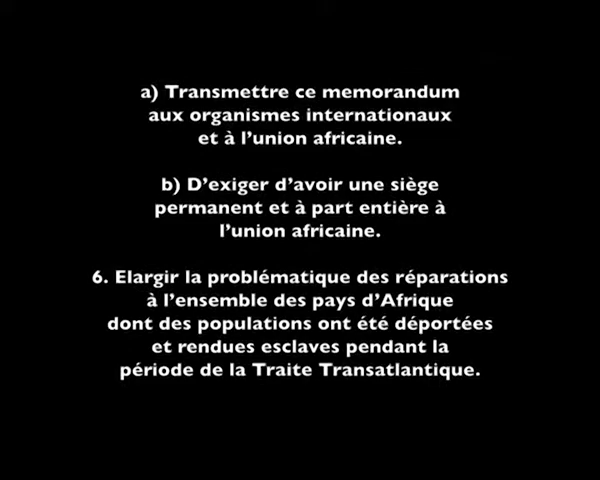 a) Transmettre ce memorandum
aux organismes internationaux
et à l'union africaine.
b) D'exiger d'avoir une siège
permanent et à part entière à
l'union africaine.
6. Elargir la problématique des réparations
à l'ensemble des pays d'Afrique
dont des populations ont été déportées
et rendues esclaves pendant la
période de la Traite Transatlantique.